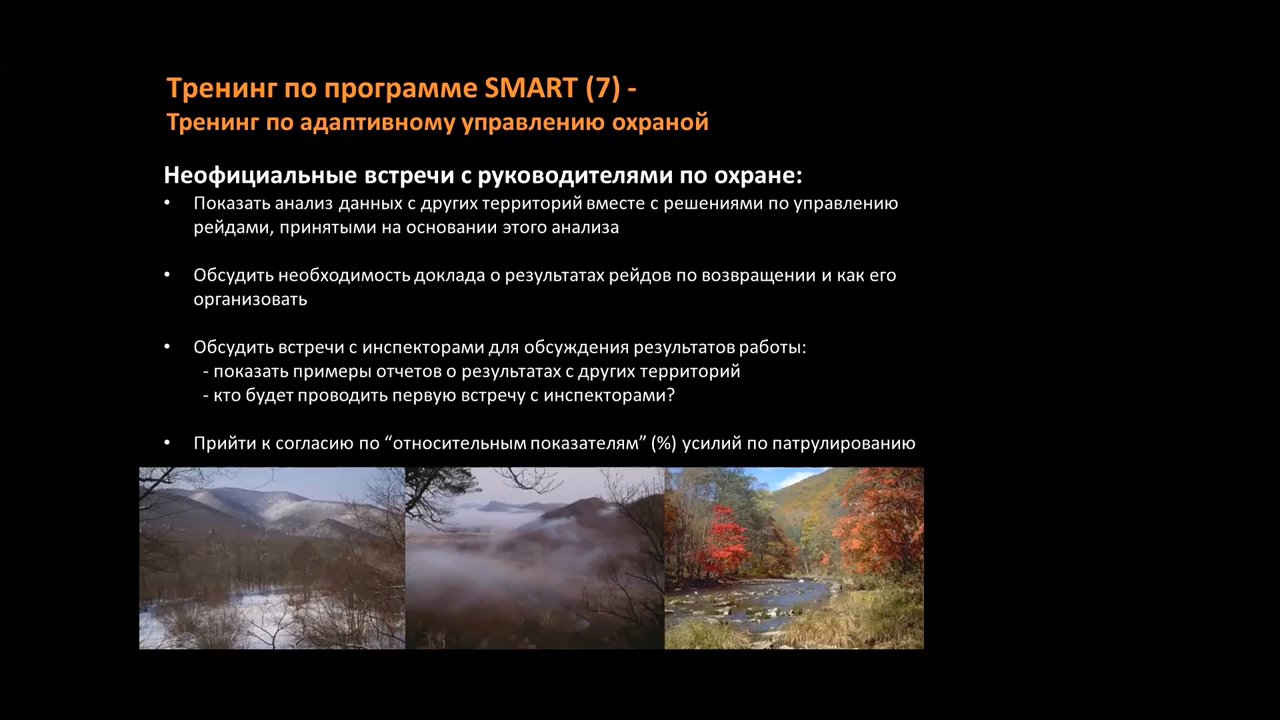 Тренинг по программе SMART (7) -
Тренинг по адаптивному управлению охраной
Неофициальные встречи с руководителями по охране:
• Показать анализ данных с других территорий вместе с решениями по управлению
рейдами, принятыми на основании этого анализа
• Обсудить необходимость доклада о результатах рейдов по возвращении и как его
организовать
• Обсудить встречи с инспекторами для обсуждения результатов работы:
- показать примеры отчетов о результатах с других территорий
- кто будет проводить первую встречу с инспекторами?
• Прийти к согласию по “относительным показателям” (%) усилий по патрулированию